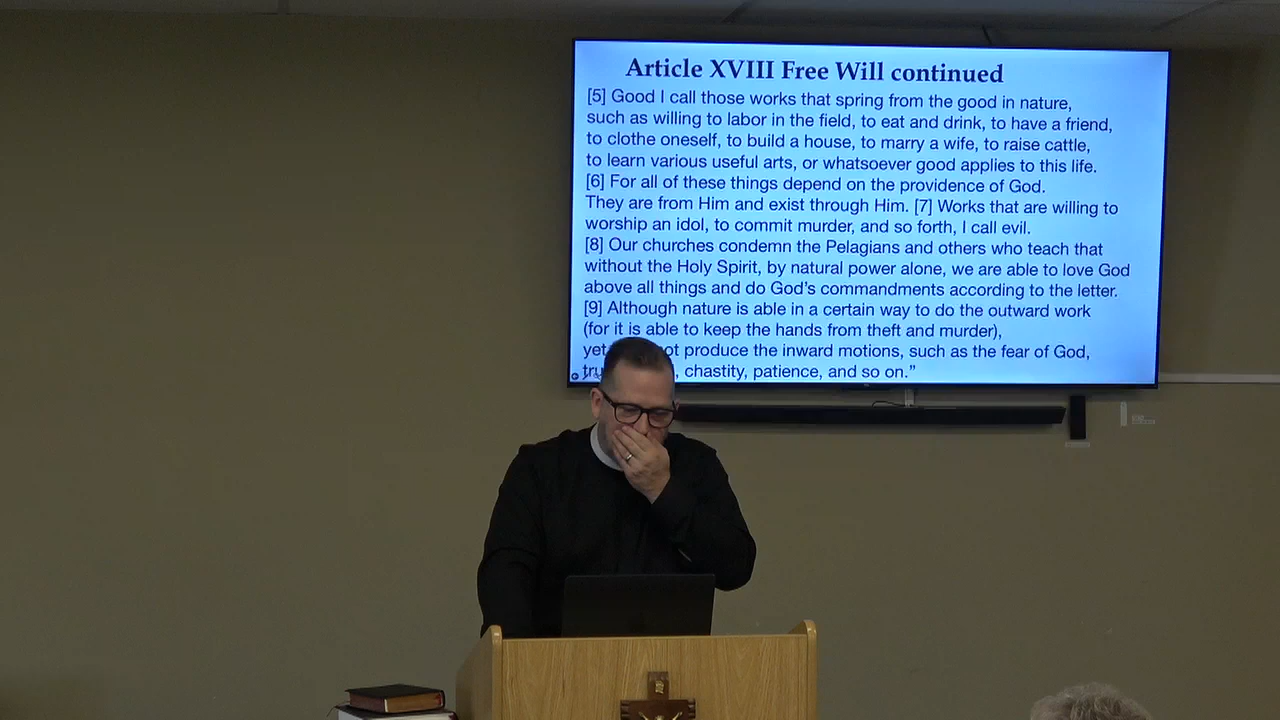 Article XVIII Free Will continued
[5] Good I call those works that spring from the good in nature,
such as willing to labor in the field, to eat and drink, to have a friend,
to clothe oneself, to build a house, to marry a wife, to raise cattle,
to learn various useful arts, or whatsoever good applies to this life.
[6] For all of these things depend on the providence of God.
They are from Him and exist through Him. [7] Works that are willing to
worship an idol, to commit murder, and so forth, I call evil.
[8] Our churches condemn the Pelagians and others who teach that
without the Holy Spirit, by natural power alone, we are able to love God
above all things and do God's commandments according to the letter.
[9] Although nature is able in a certain way to do the outward work
(for it is able to keep the hands from theft and murder),
yet produce the inward motions, such as the fear of God,
, chastity, patience, and so on.”